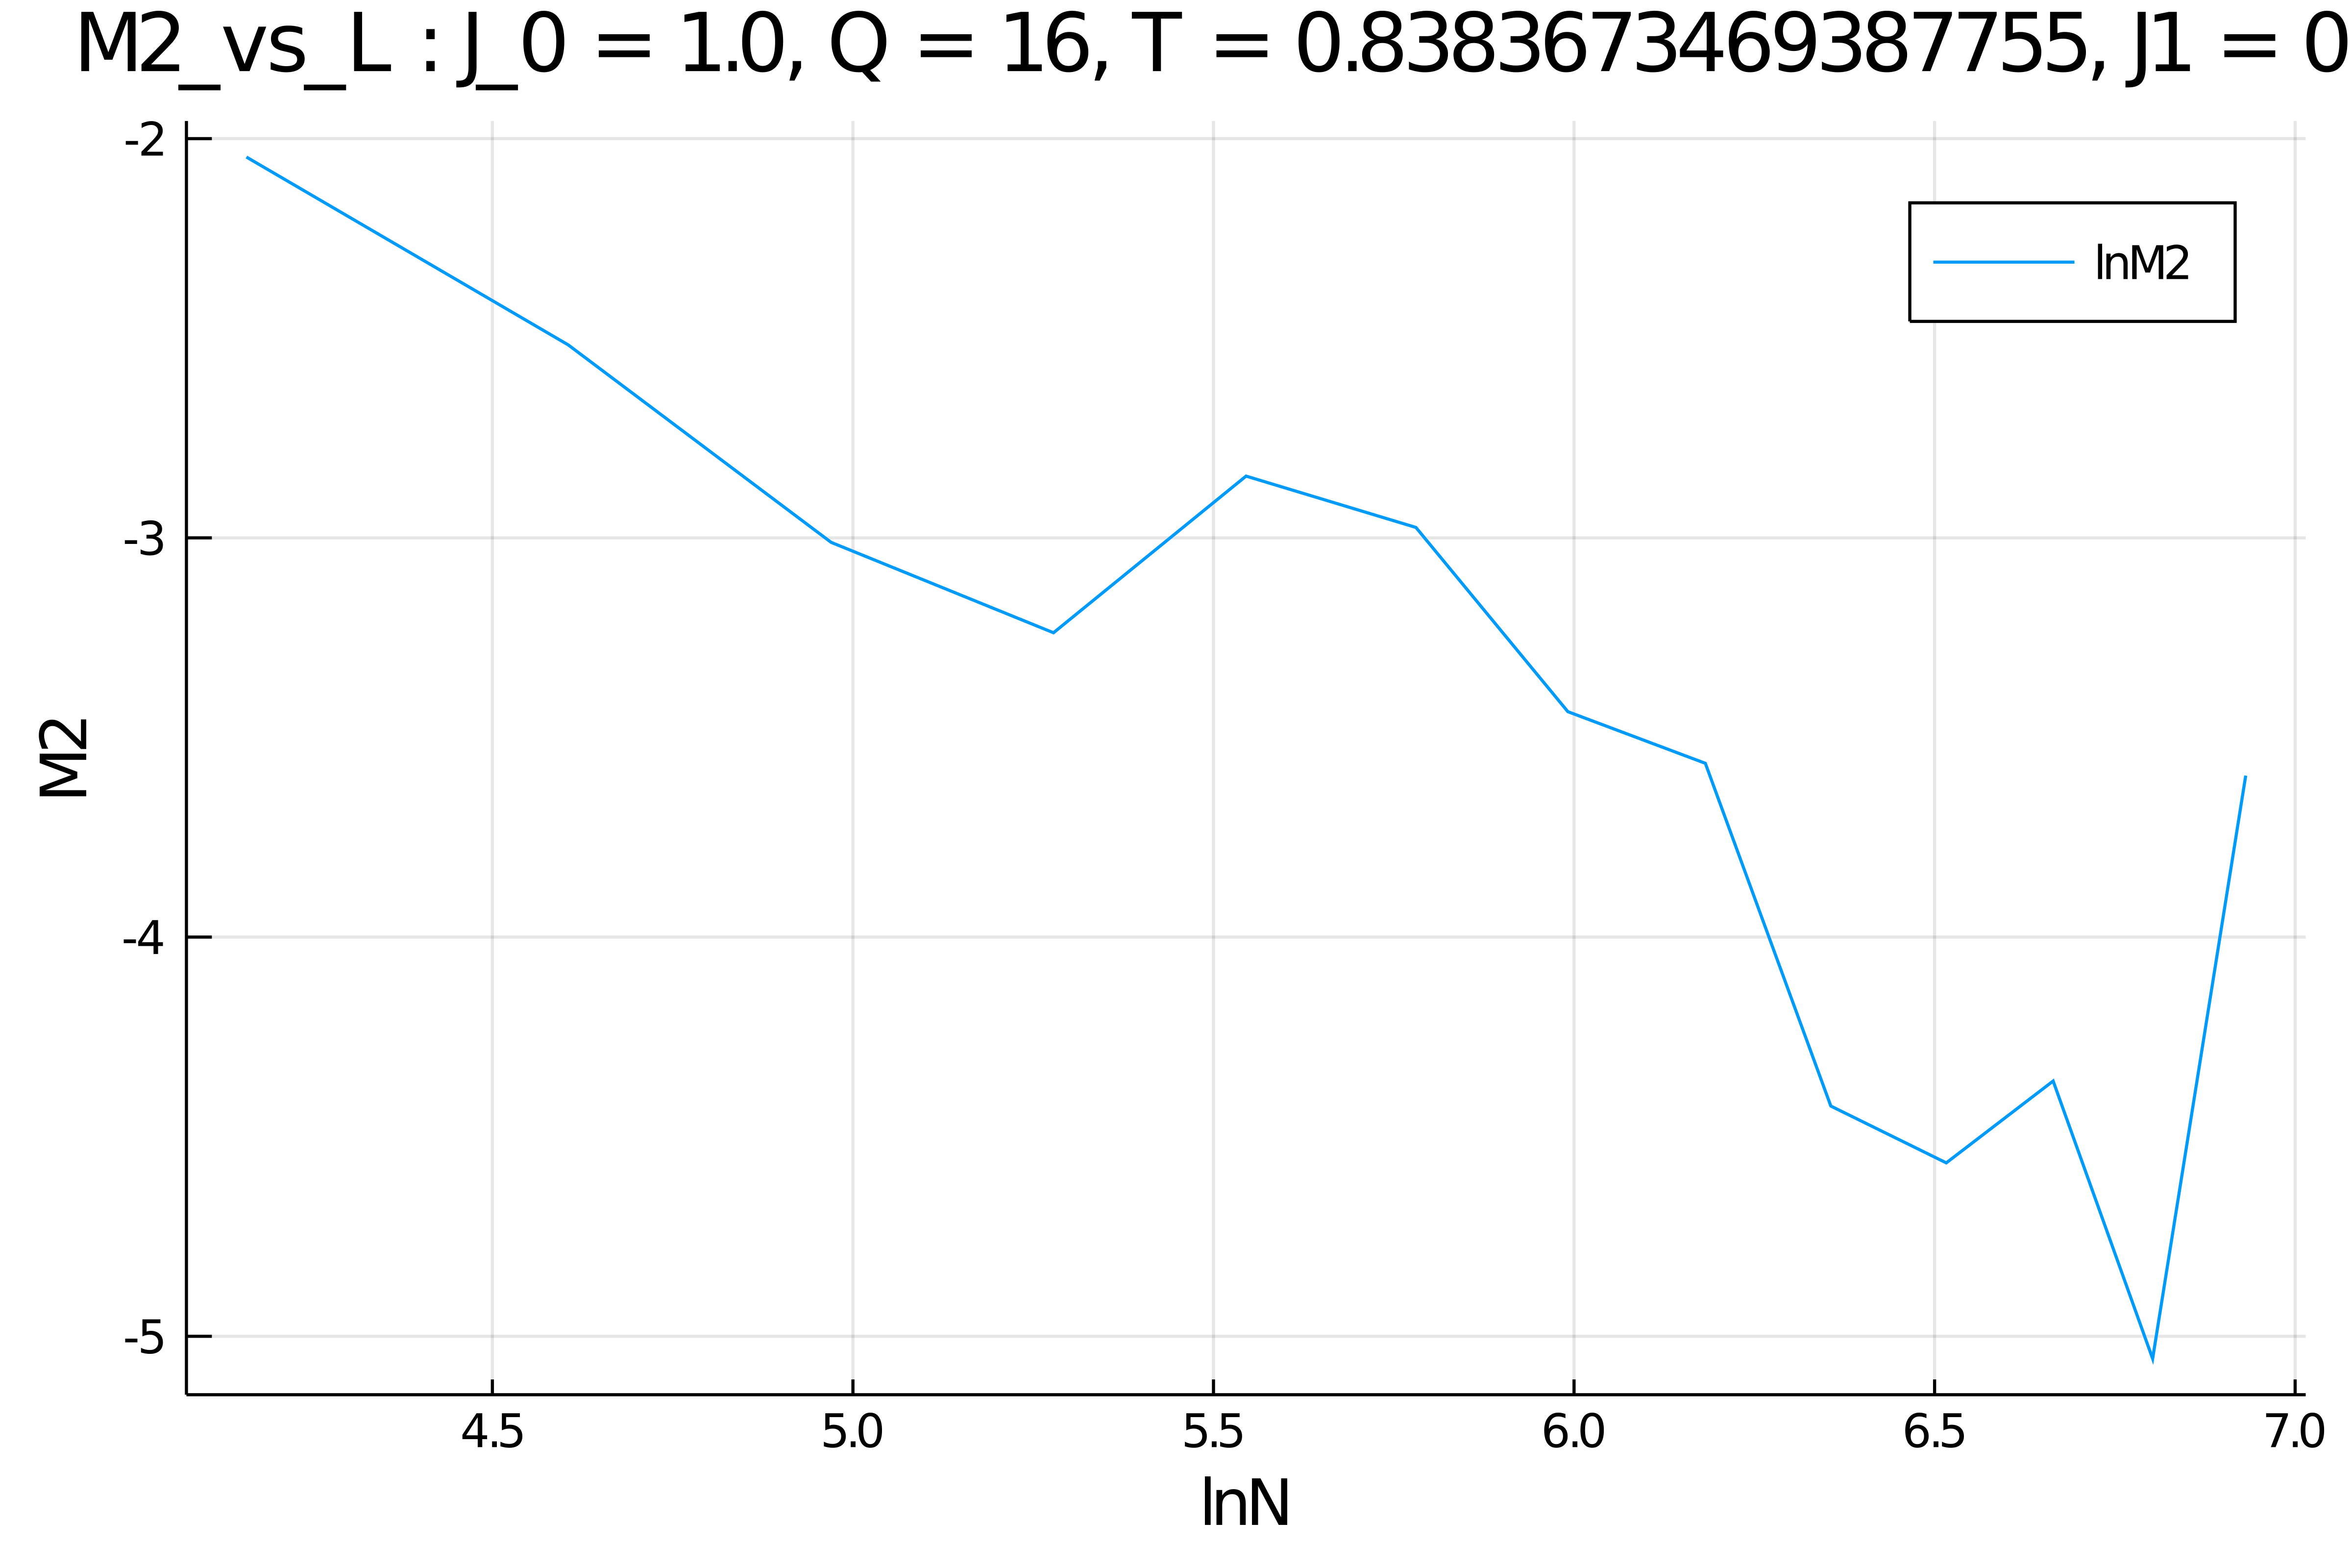 M2_vs_L : J_0 = 1.0, Q = 16, T = 0.8383673469387755, J1 = 0
-2
-3
-4
-5
M2
lnM2
4.5 5.0 5.5 6.0 6.5 7.0
lnN